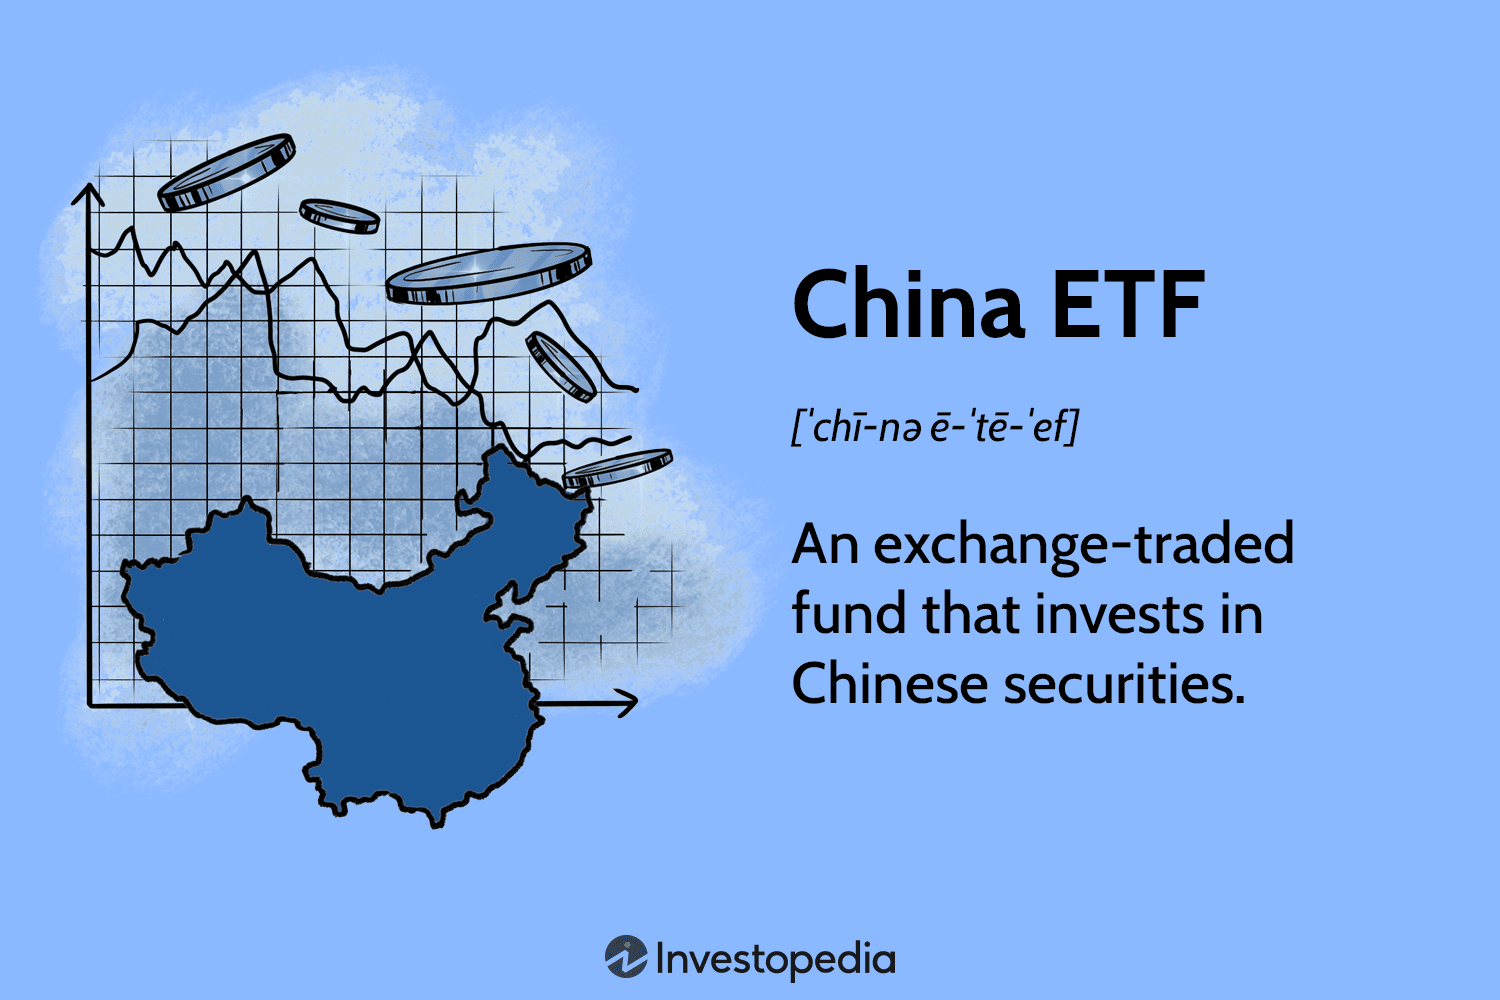 China ETF
[ˈchī-nə ē-ˈtē-ˈef]
An exchange-traded
fund that invests in
Chinese securities.
Investopedia